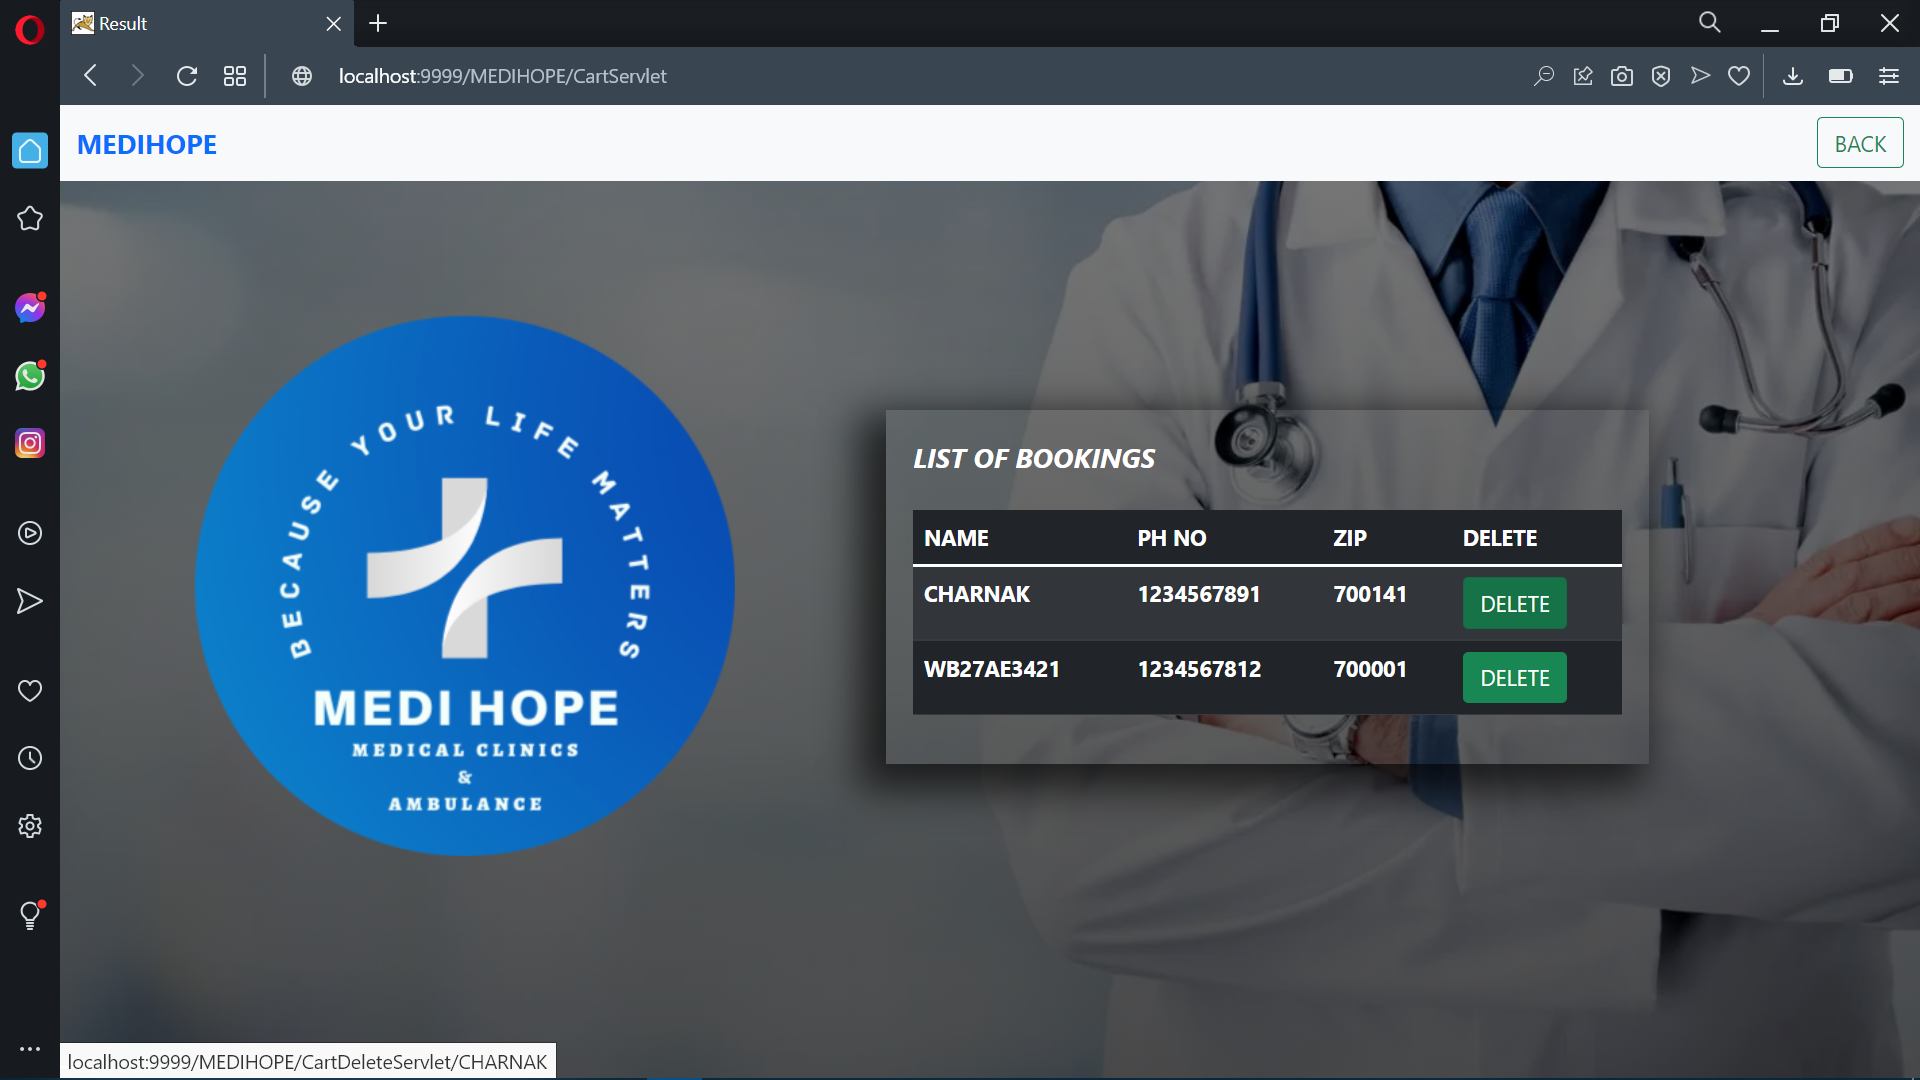 Result
localhost:9999/MEDIHOPE/CartServlet
MEDIHOPE
BACK
BECAUSE YOUR LIFE MATTERS
MEDI HOPE
MEDICAL CLINICS
&
AMBULANCE
LIST OF BOOKINGS
NAME PH NO ZIP DELETE
CHARNAK 1234567891 700141 DELETE
WB27AE3421 1234567812 700001 DELETE
localhost:9999/MEDIHOPE/CartDeleteServlet/CHARNAK